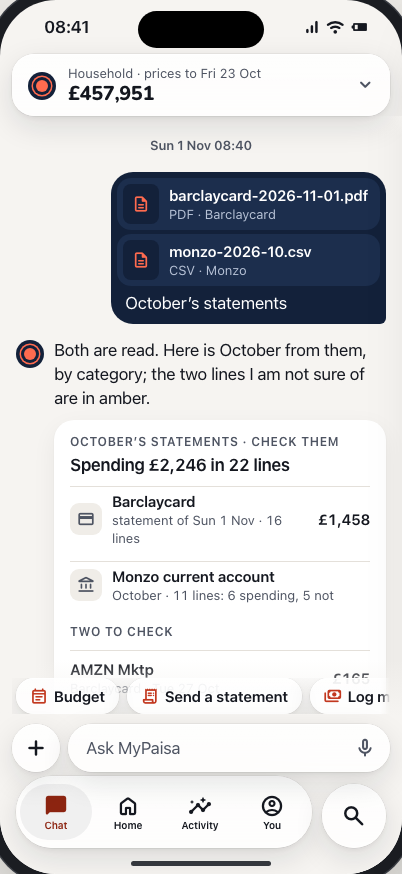 08:41
Household · prices to Fri 23 Oct
£457,951
Sun 1 Nov 08:40
barclaycard-2026-11-01.pdf
PDF · Barclaycard
monzo-2026-10.csv
CSV · Monzo
October’s statements
Both are read. Here is October from them,
by category; the two lines I am not sure of
are in amber.
OCTOBER’S STATEMENTS · CHECK THEM
Spending £2,246 in 22 lines
Barclaycard
statement of Sun 1 Nov · 16
lines
£1,458
Monzo current account
October · 11 lines: 6 spending, 5 not
TWO TO CHECK
AMZN Mktp
£165
Budget
Send a statement
Log m
Ask MyPaisa
Chat
Home
Activity
You